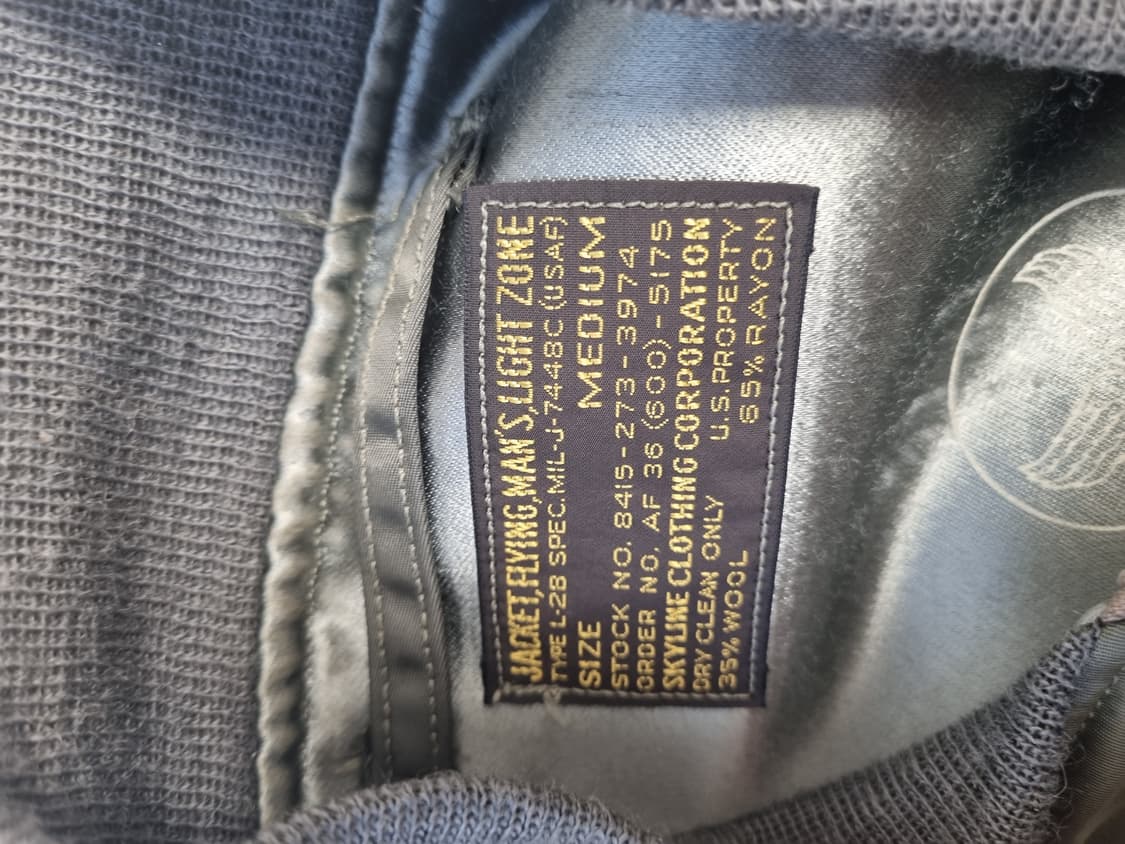 JACKET,FLYING,MAN'S,LIGHT ZONE
TYPE L-2B SPEC.MIL-J-7448C (USAF)
SIZE MEDIUM
STOCK NO. 8415-273-3974
ORDER NO. AF 36 (600)-5175
SKYLINE CLOTHING CORPORATION
DRY CLEAN ONLY U.S.PROPERTY
35% WOOL 65% RAYON